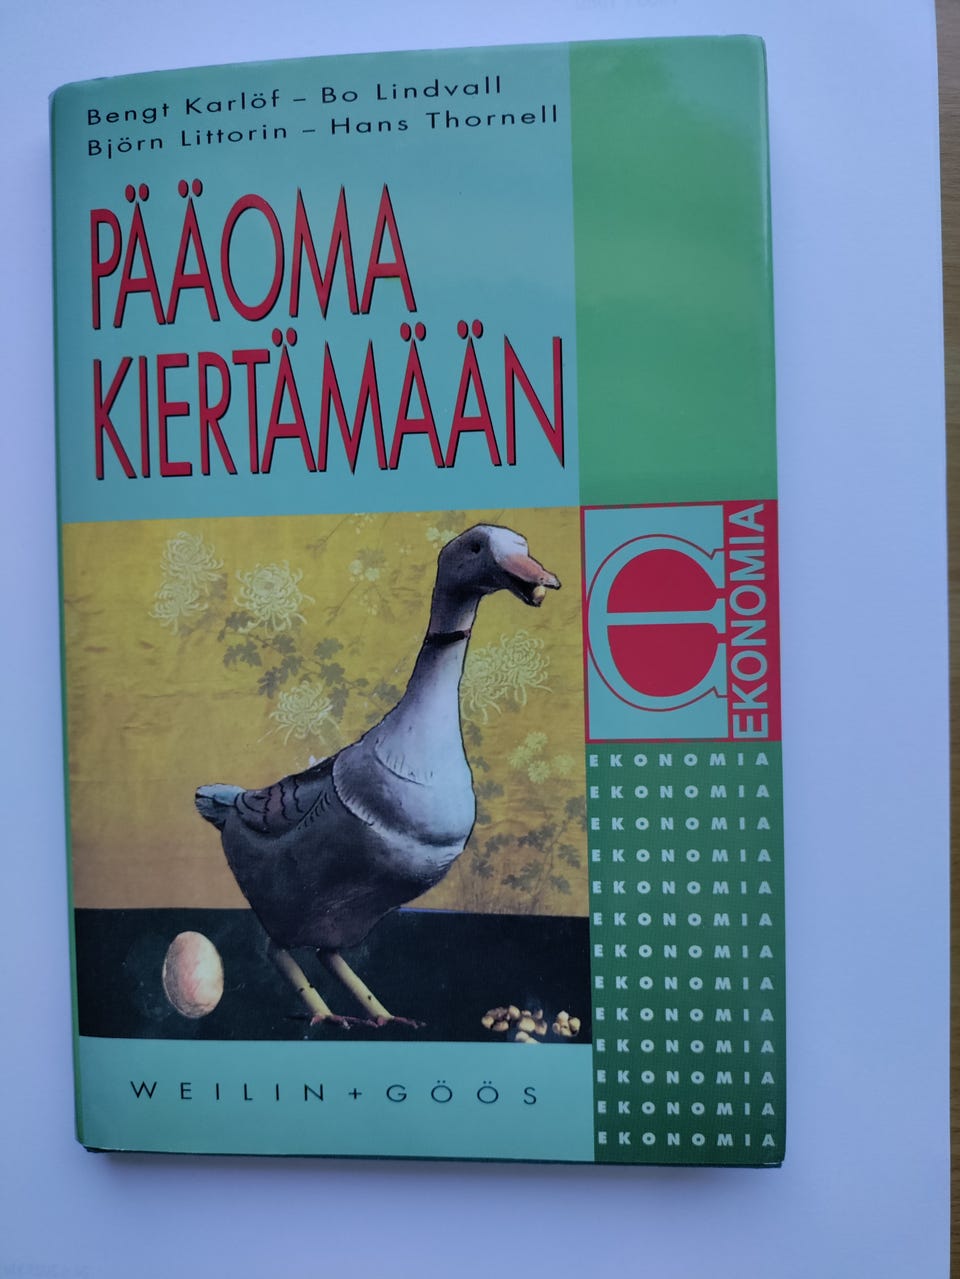 Bengt Karlöf – Bo Lindvall
Björn Littorin – Hans Thornell
PÄÄOMA
KIERTÄMÄÄN
E
EKONOMIA
EKONOMIA
EKONOMIA
EKONOMIA
EKONOMIA
EKONOMIA
EKONOMIA
EKONOMIA
EKONOMIA
EKONOMIA
EKONOMIA
EKONOMIA
EKONOMIA
EKONOMIA
WEILIN+GÖÖS